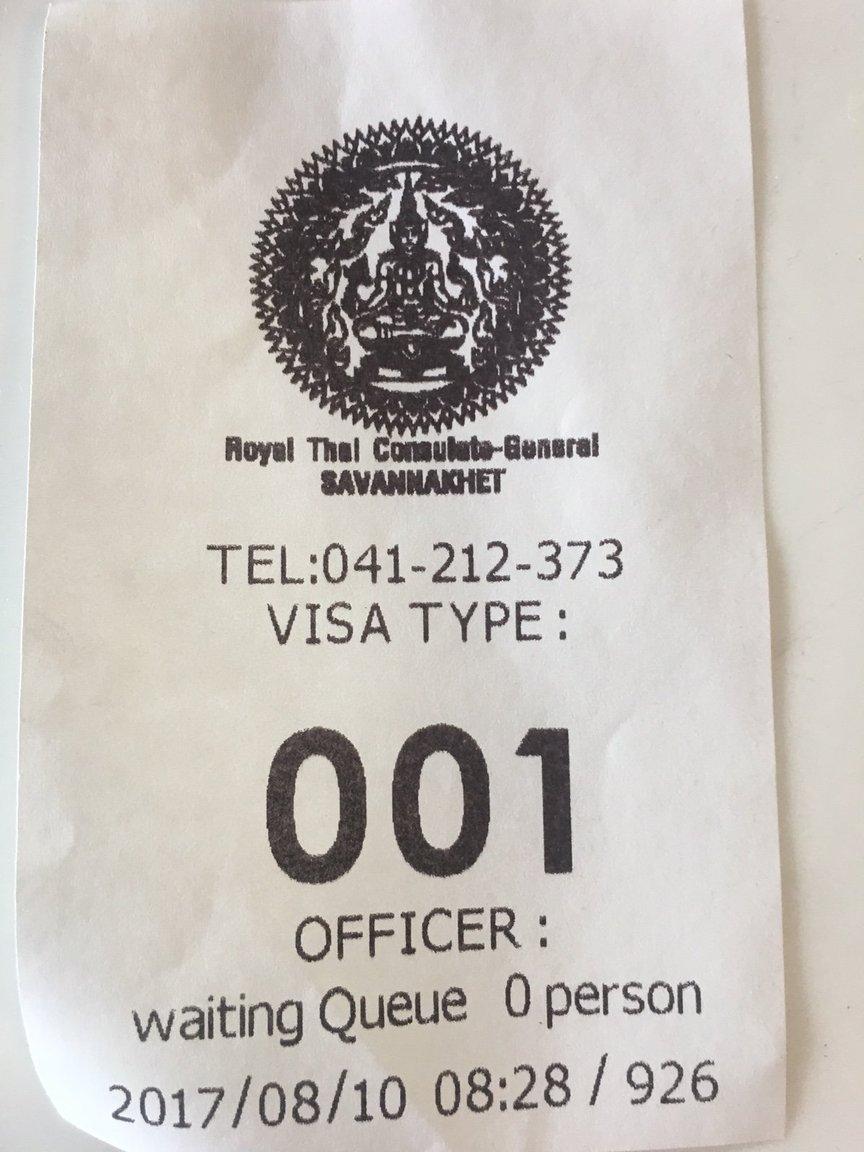 Royal Thai Consulate-General
SAVANNAKHET
TEL:041-212-373
VISA TYPE :
001
OFFICER :
waiting Queue 0 person
2017/08/10 08:28 / 926